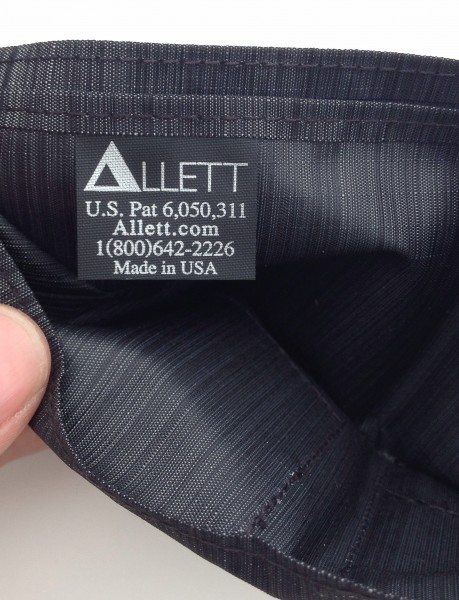 ALLETT
U.S. Pat 6,050,311
Allett.com
1(800)642-2226
Made in USA